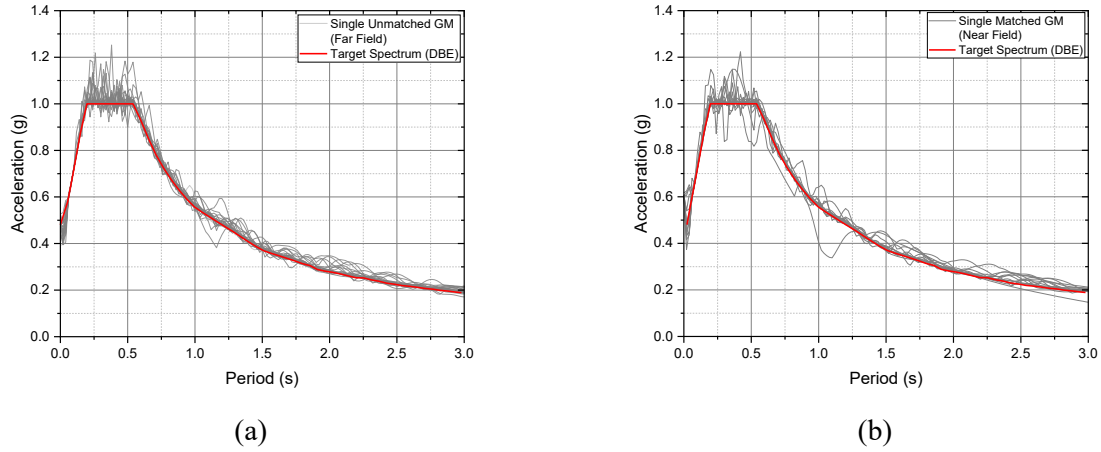 1.4
1.2
1.0
0.8
0.6
0.4
0.2
0.0
Acceleration (g)
Single Unmatched GM
(Far Field)
Target Spectrum (DBE)
0.0 0.5 1.0 1.5 2.0 2.5 3.0
Period (s)
(a)
1.4
1.2
1.0
0.8
0.6
0.4
0.2
0.0
Acceleration (g)
Single Matched GM
(Near Field)
Target Spectrum (DBE)
0.0 0.5 1.0 1.5 2.0 2.5 3.0
Period (s)
(b)